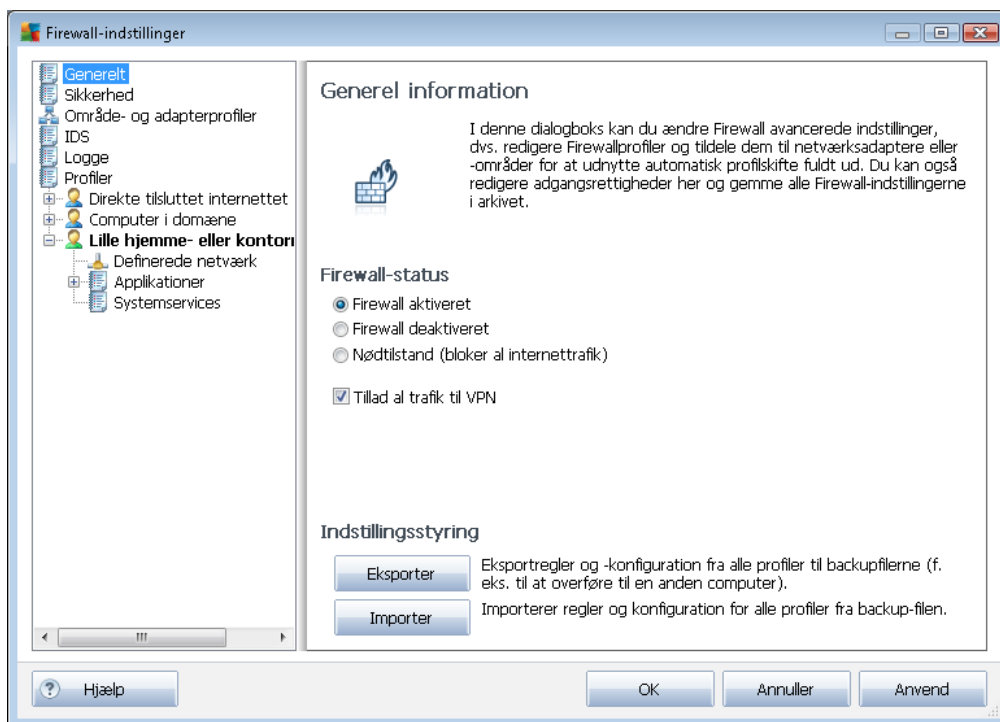 Firewall-indstillinger
Generelt
Sikkerhed
Område- og adapterprofiler
IDS
Logge
Profiler
Direkte tilsluttet internettet
Computer i domæne
Lille hjemme- eller
Definerede netværk
Applikationer
Systemservices
Generel information
I denne dialogboks kan du ændre Firewall avancerede indstillinger,
dvs. redigere Firewallprofiler og tildele dem til netværksadaptere eller
-områder for at udnytte automatisk profilskifte fuldt ud. Du kan også
redigere adgangsrettigheder her og gemme alle Firewall-indstillingerne
i arkivet.
Firewall-status
Firewall aktiveret
Firewall deaktiveret
Nødtilstand (bloker al internettrafik)
Tillad al trafik til VPN
Indstillingsstyring
Eksporter
Eksportregler og -konfiguration fra alle profiler til backupfilerne (f.
eks. til at overføre til en anden computer).
Importer
Importerer regler og konfiguration for alle profiler fra backup-filen.
Hjælp
OK
Annuller
Anvend